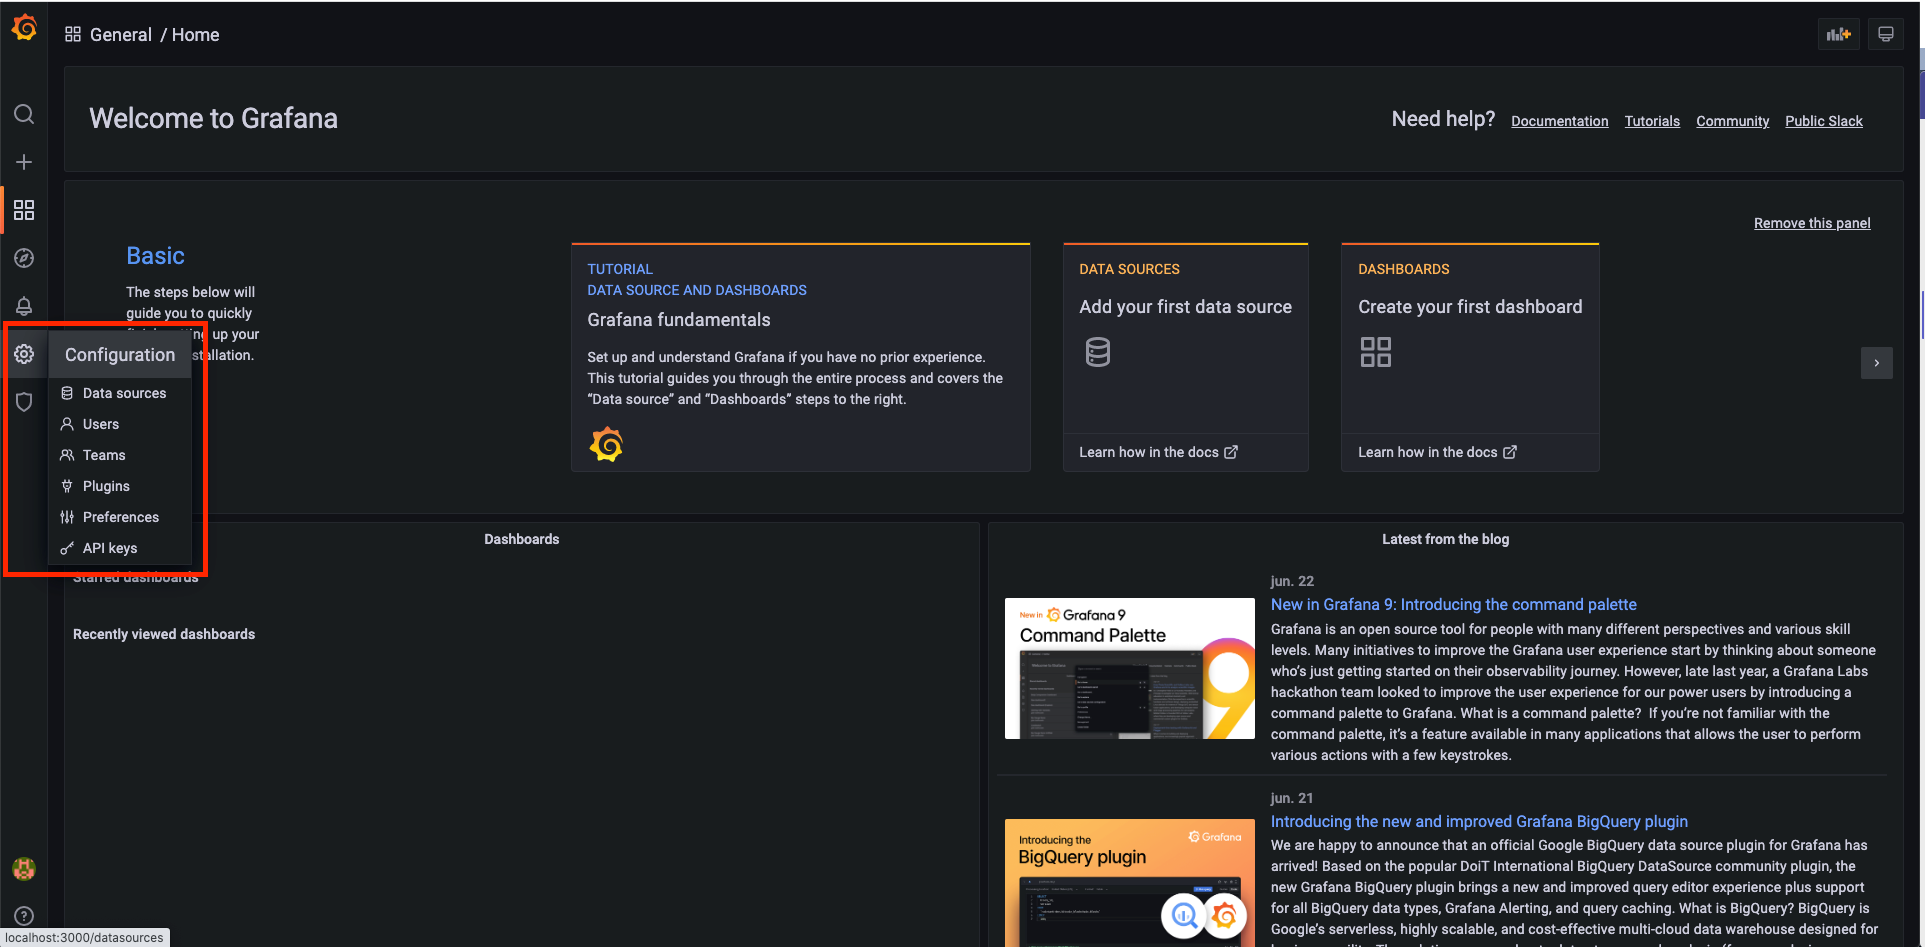 General / Home
Welcome to Grafana
Need help? Documentation Tutorials Community Public Slack
Remove this panel
Basic
The steps below will
guide you to quickly
up your
Configuration
Data sources
Users
Teams
Plugins
Preferences
API keys
TUTORIAL
DATA SOURCE AND DASHBOARDS
Grafana fundamentals
Set up and understand Grafana if you have no prior experience.
This tutorial guides you through the entire process and covers the
“Data source” and ”Dashboards” steps to the right.
DATA SOURCES
Add your first data source
Learn how in the docs
DASHBOARDS
Create your first dashboard
Learn how in the docs
Dashboards
Starred dashboards
Recently viewed dashboards
Latest from the blog
jun. 22
New in Grafana 9: Introducing the command palette
Grafana is an open source tool for people with many different perspectives and various skill
levels. Many initiatives to improve the Grafana user experience start by thinking about someone
who’s just getting started on their observability journey. However, late last year, a Grafana Labs
hackathon team looked to improve the user experience for our power users by introducing a
command palette to Grafana. What is a command palette? If you’re not familiar with the
command palette, it’s a feature available in many applications that allows the user to perform
various actions with a few keystrokes.
New in Grafana 9
Command Palette
jun. 21
Introducing the new and improved Grafana BigQuery plugin
We are happy to announce that an official Google BigQuery data source plugin for Grafana has
arrived! Based on the popular DoiT International BigQuery DataSource community plugin, the
new Grafana BigQuery plugin brings a new and improved query editor experience plus support
for all BigQuery data types, Grafana Alerting, and query caching. What is BigQuery? BigQuery is
Google’s serverless, highly scalable, and cost-effective multi-cloud data warehouse designed for
Introducing the
BigQuery plugin
Grafana
localhost:3000/datasources